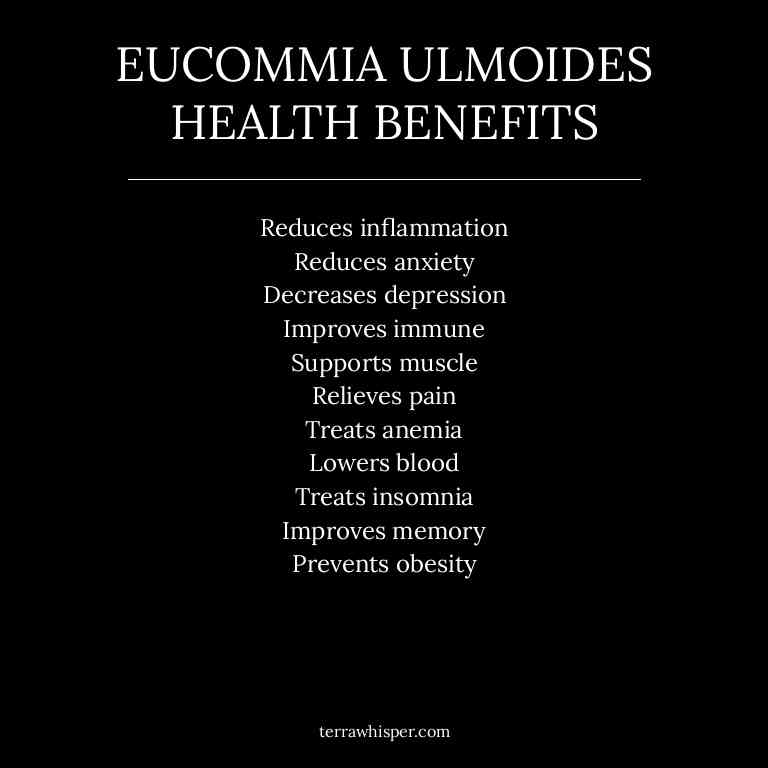 EUCOMMIA ULMOIDES
HEALTH BENEFITS
Reduces inflammation
Reduces anxiety
Decreases depression
Improves immune
Supports muscle
Relieves pain
Treats anemia
Lowers blood
Treats insomnia
Improves memory
Prevents obesity
terrawhisper.com